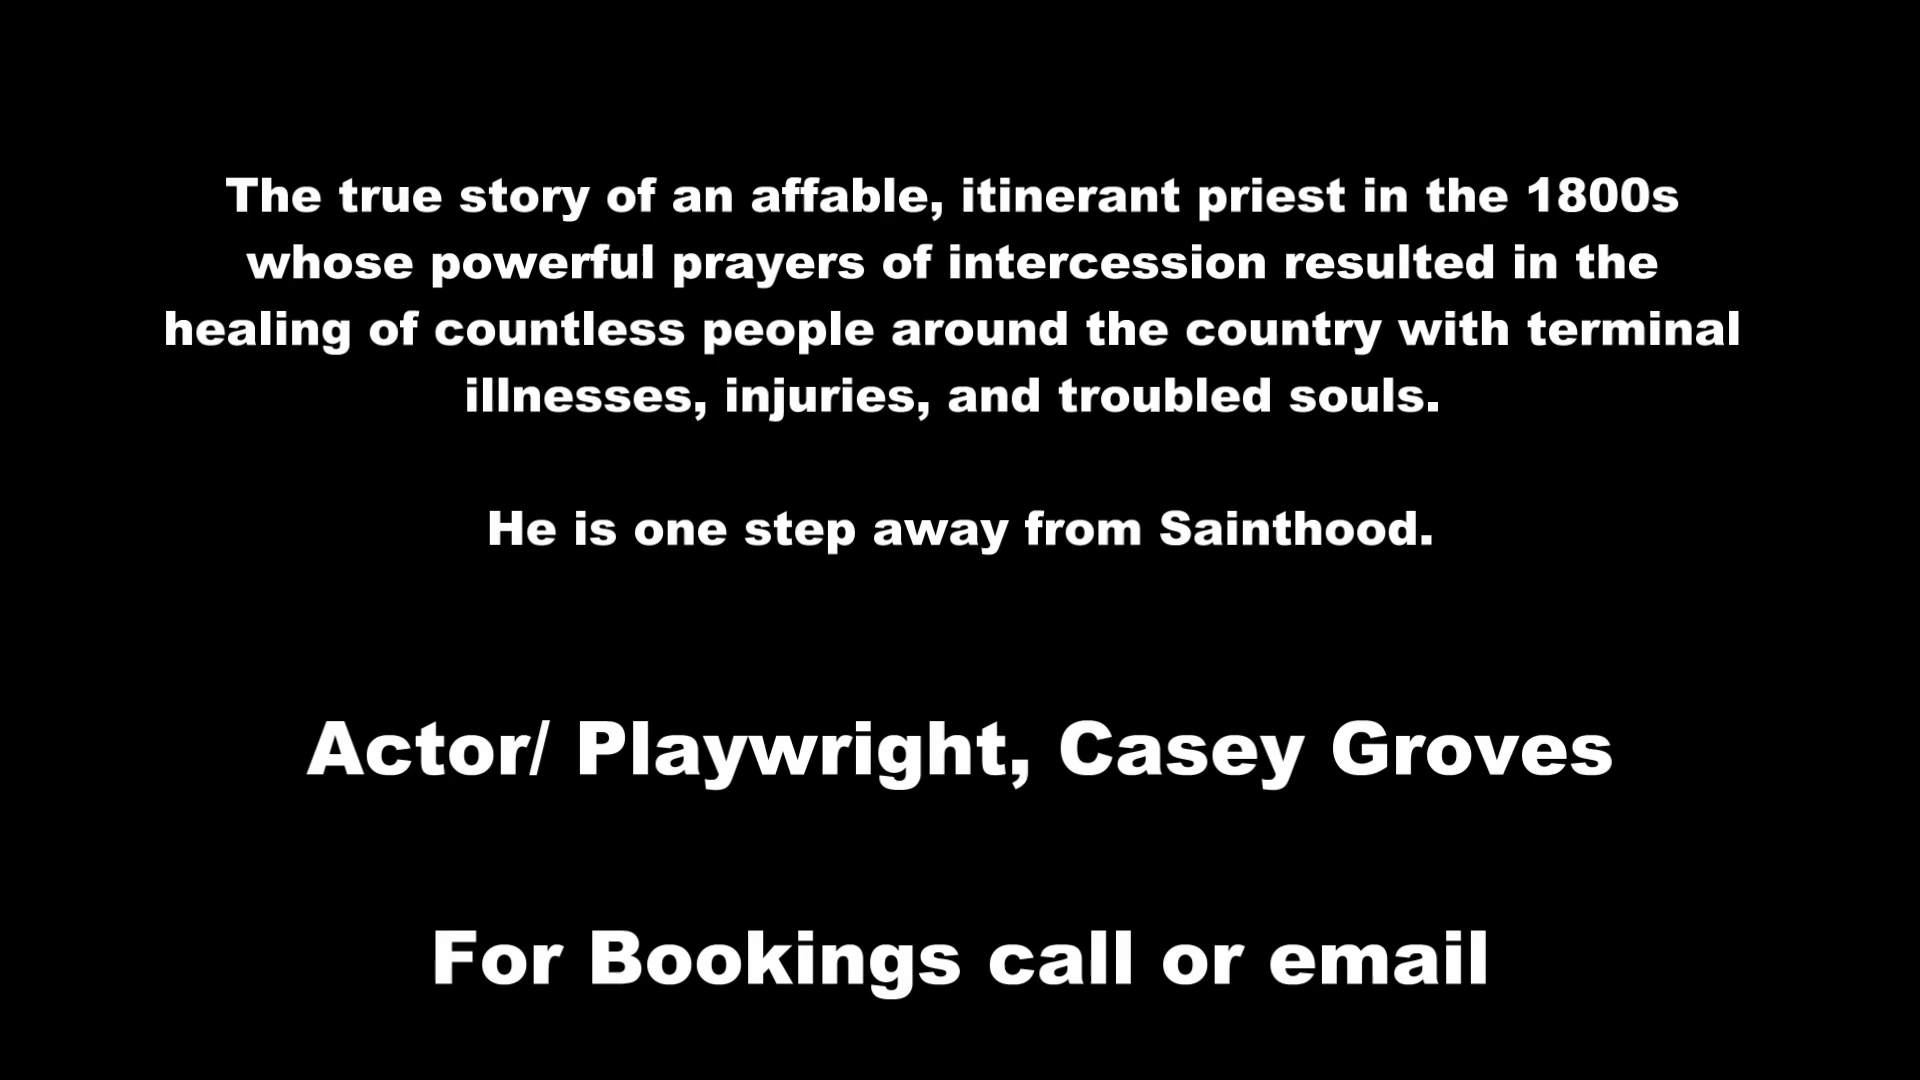 The true story of an affable, itinerant priest in the 1800s
whose powerful prayers of intercession resulted in the
healing of countless people around the country with terminal
illnesses, injuries, and troubled souls.
He is one step away from Sainthood.
Actor/ Playwright, Casey Groves
For Bookings call or email